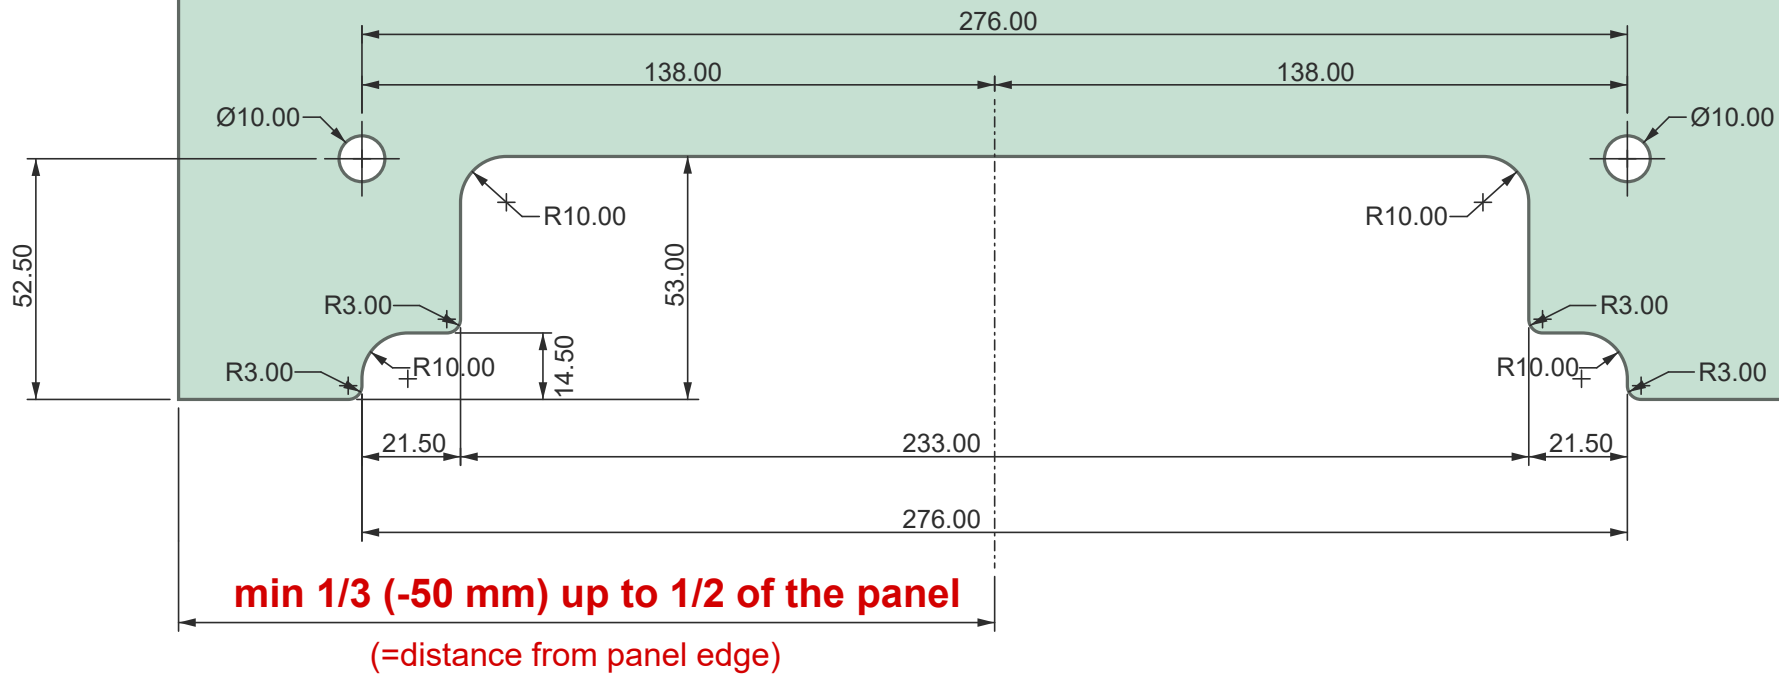 276.00
138.00
138.00
Ø10.00
Ø10.00
R10.00
R10.00
52.50
53.00
R3.00
R3.00
14.50
R10.00
R10.00
R3.00
R3.00
21.50
233.00
21.50
276.00
min 1/3 (-50 mm) up to 1/2 of the panel
(=distance from panel edge)